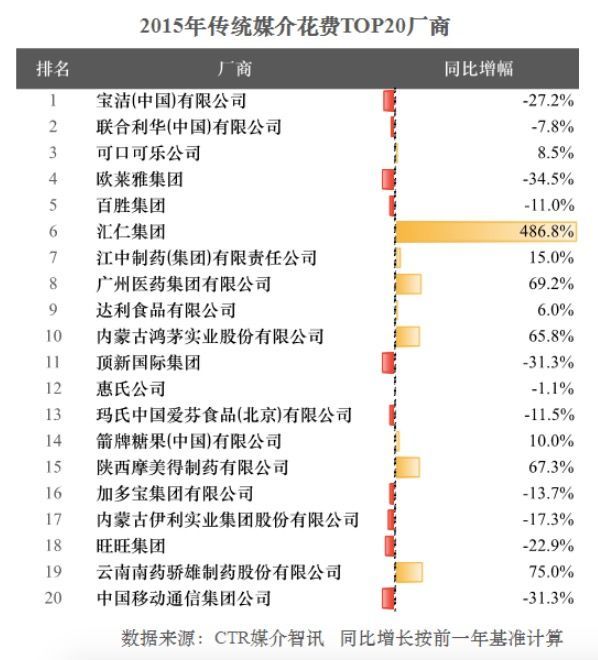 2015年传统媒介花费TOP20厂商
排名 厂商 同比增幅
1 宝洁(中国)有限公司 -27.2%
2 联合利华(中国)有限公司 -7.8%
3 可口可乐公司 8.5%
4 欧莱雅集团 -34.5%
5 百胜集团 -11.0%
6 汇仁集团 486.8%
7 江中制药(集团)有限责任公司 15.0%
8 广州医药集团有限公司 69.2%
9 达利食品有限公司 6.0%
10 内蒙古鸿茅实业股份有限公司 65.8%
11 顶新国际集团 -31.3%
12 惠氏公司 -1.1%
13 玛氏中国爱芬食品(北京)有限公司 -11.5%
14 箭牌糖果(中国)有限公司 10.0%
15 陕西摩美得制药有限公司 67.3%
16 加多宝集团有限公司 -13.7%
17 内蒙古伊利实业集团股份有限公司 -17.3%
18 旺旺集团 -22.9%
19 云南南药骄雄制药股份有限公司 75.0%
20 中国移动通信集团公司 -31.3%
数据来源：CTR媒介智讯 同比增长按前一年基准计算